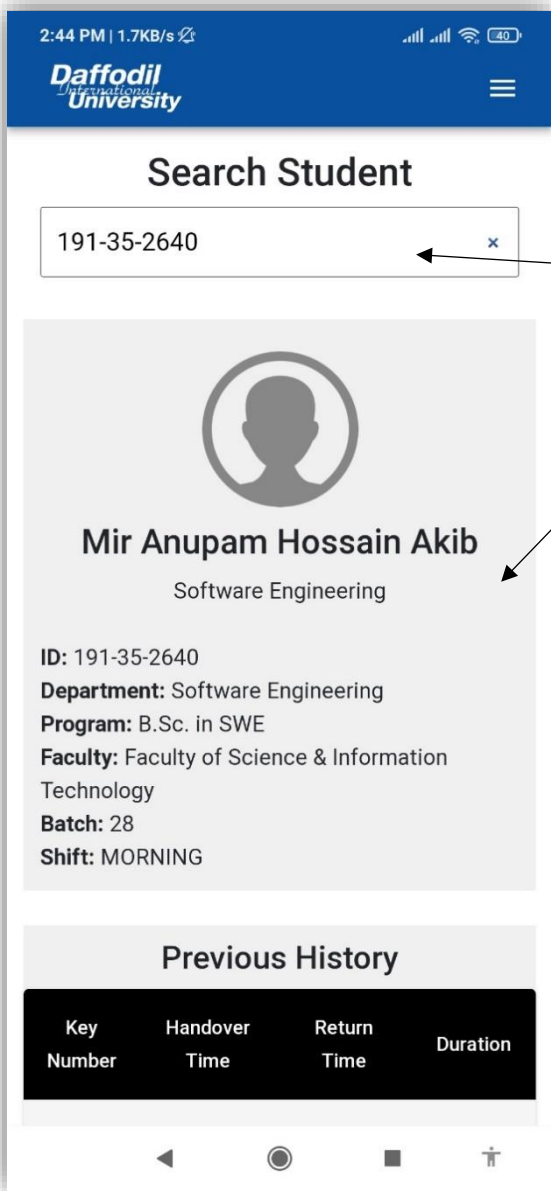 2:44 PM | 1.7KB/s
40
Daffodil
International
University
Search Student
191-35-2640 ×
Mir Anupam Hossain Akib
Software Engineering
ID: 191-35-2640
Department: Software Engineering
Program: B.Sc. in SWE
Faculty: Faculty of Science & Information
Technology
Batch: 28
Shift: MORNING
Previous History
Key Handover Return Duration
Number Time Time